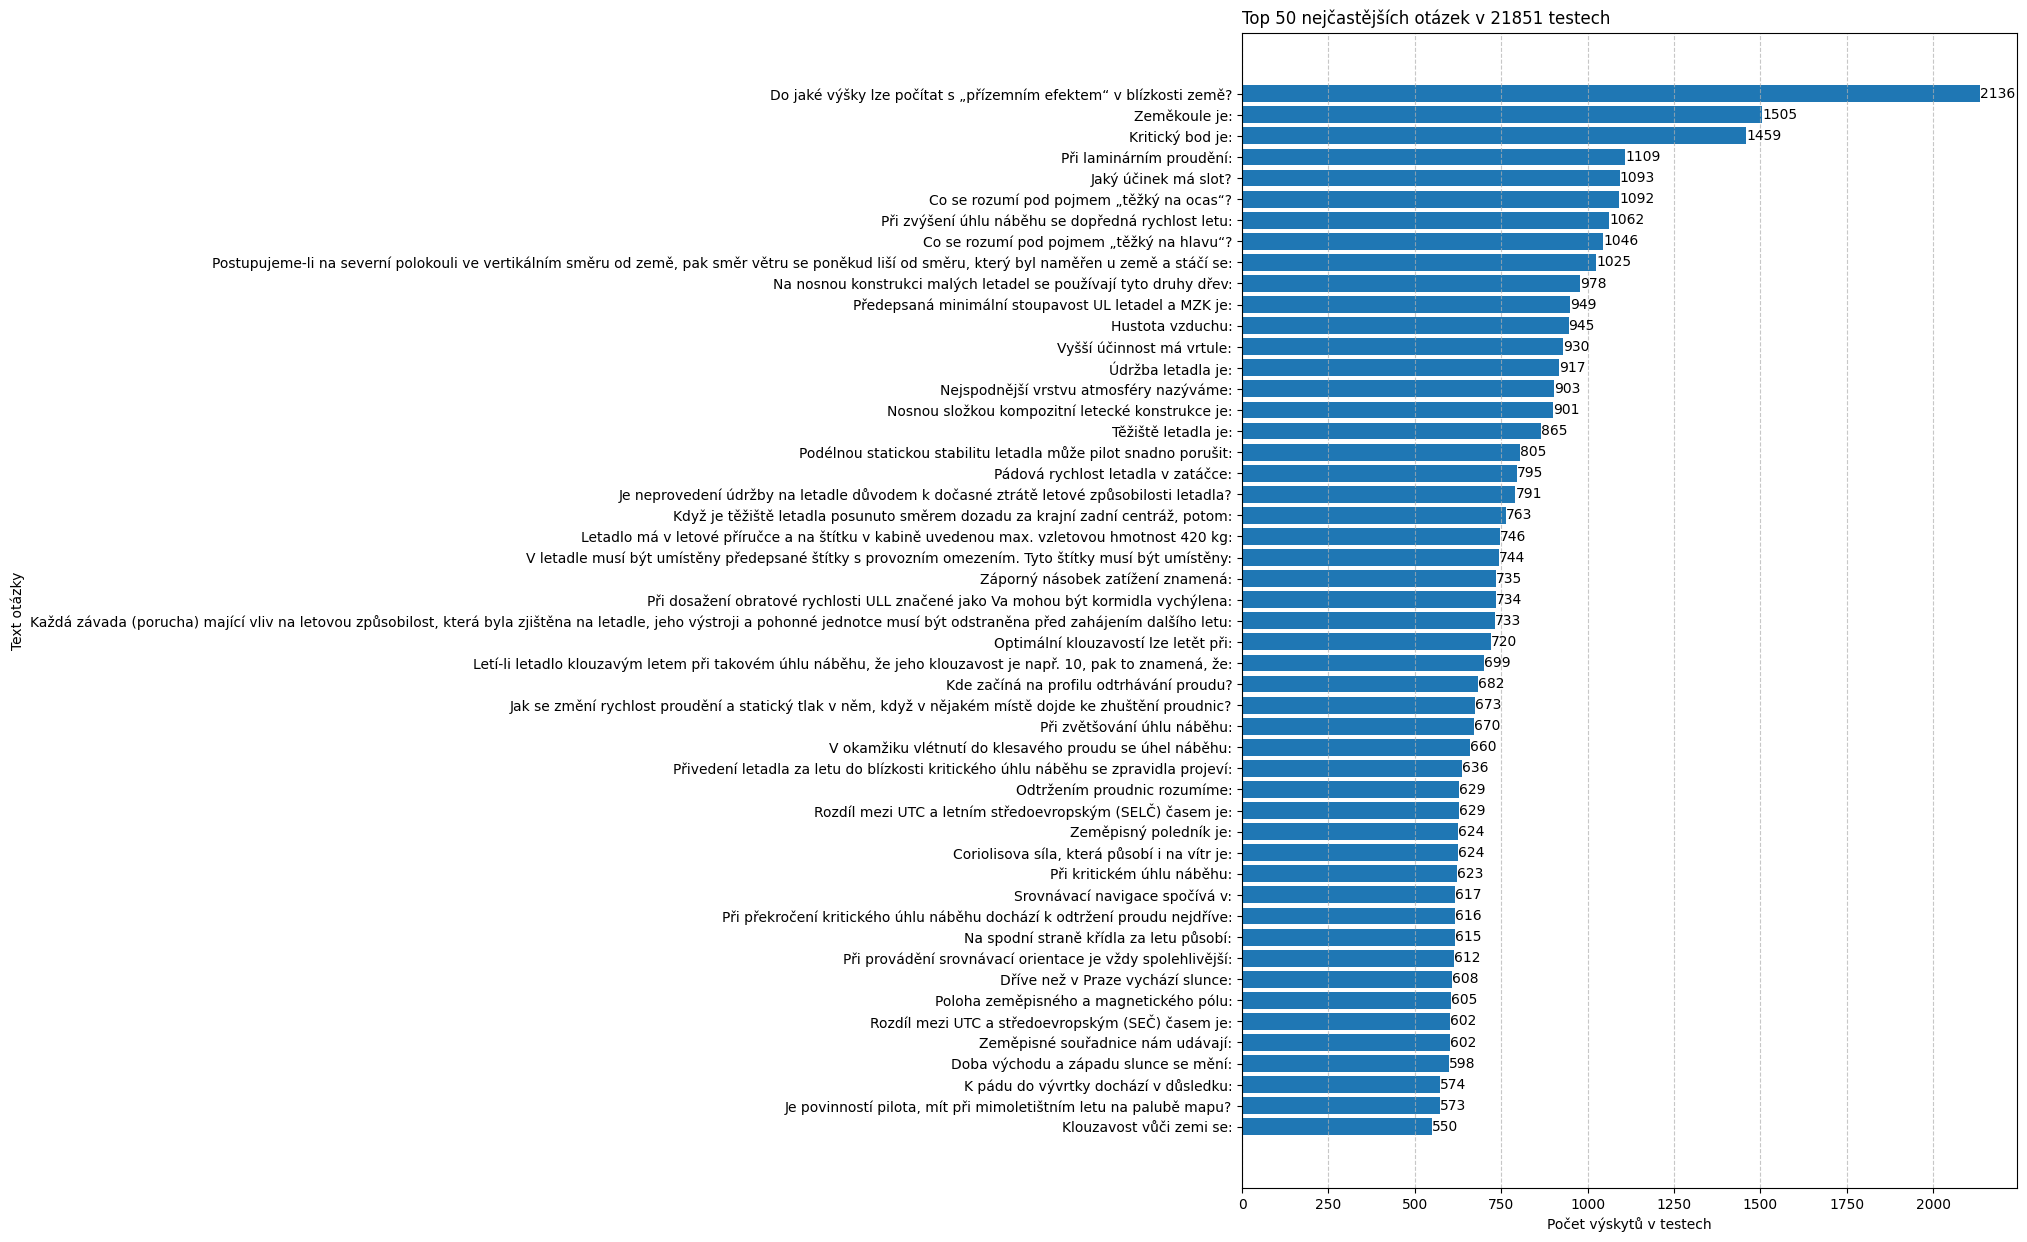 Top 50 nejčastějších otázek v 21851 testech
Do jaké výšky lze počítat s „přízemním efektem“ v blízkosti země? 2136
Zeměkoule je: 1505
Kritický bod je: 1459
Při laminárním proudění: 1109
Jaký účinek má slot? 1093
Co se rozumí pod pojmem „těžký na ocas“? 1092
Při zvýšení úhlu náběhu se dopředná rychlost letu: 1062
Co se rozumí pod pojmem „těžký na hlavu“? 1046
Postupujeme-li na severní polokouli ve vertikálním směru od země, pak směr větru se poněkud liší od směru, který byl naměřen u země a stáčí se: 1025
Na nosnou konstrukci malých letadel se používají tyto druhy dřev: 978
Předepsaná minimální stoupavost UL letadel a MZK je: 949
Hustota vzduchu: 945
Vyšší účinnost má vrtule: 930
Údržba letadla je: 917
Nejspodnější vrstvu atmosféry nazýváme: 903
Nosnou složkou kompozitní letecké konstrukce je: 901
Těžiště letadla je: 865
Podélnou statickou stabilitu letadla může pilot snadno porušit: 805
Pádová rychlost letadla v zatáčce: 795
Je neprovedení údržby na letadle důvodem k dočasné ztrátě letové způsobilosti letadla? 791
Když je těžiště letadla posunuto směrem dozadu za krajní zadní centráž, potom: 763
Letadlo má v letové příručce a na štítku v kabině uvedenou max. vzletovou hmotnost 420 kg: 746
V letadle musí být umístěny předepsané štítky s provozním omezením. Tyto štítky musí být umístěny: 744
Záporný násobek zatížení znamená: 735
Při dosažení obratové rychlosti ULL značené jako Va mohou být kormidla vychýlena: 734
Každá závada (porucha) mající vliv na letovou způsobilost, která byla zjištěna na letadle, jeho výstroji a pohonné jednotce musí být odstraněna před zahájením dalšího letu: 733
Optimální klouzavostí lze letět při: 720
Letí-li letadlo klouzavým letem při takovém úhlu náběhu, že jeho klouzavost je např. 10, pak to znamená, že: 699
Kde začíná na profilu odtrhávání proudu? 682
Jak se změní rychlost proudění a statický tlak v něm, když v nějakém místě dojde ke zhuštění proudnic? 673
Při zvětšování úhlu náběhu: 670
V okamžiku vlétnutí do klesavého proudu se úhel náběhu: 660
Přivedení letadla za letu do blízkosti kritického úhlu náběhu se zpravidla projeví: 636
Odtržením proudnic rozumíme: 629
Rozdíl mezi UTC a letním středoevropským (SELČ) časem je: 629
Zeměpisný poledník je: 624
Coriolisova síla, která působí i na vítr je: 624
Při kritickém úhlu náběhu: 623
Srovnávací navigace spočívá v: 617
Při překročení kritického úhlu náběhu dochází k odtržení proudu nejdříve: 616
Na spodní straně křídla za letu působí: 615
Při provádění srovnávací orientace je vždy spolehlivější: 612
Dříve než v Praze vychází slunce: 608
Poloha zeměpisného a magnetického pólu: 605
Rozdíl mezi UTC a středoevropským (SEČ) časem je: 602
Zeměpisné souřadnice nám udávají: 602
Doba východu a západu slunce se mění: 598
K pádu do vývrtky dochází v důsledku: 574
Je povinností pilota, mít při mimoletištním letu na palubě mapu? 573
Klouzavost vůči zemi se: 550
Text otázky
0 250 500 750 1000 1250 1500 1750 2000
Počet výskytů v testech